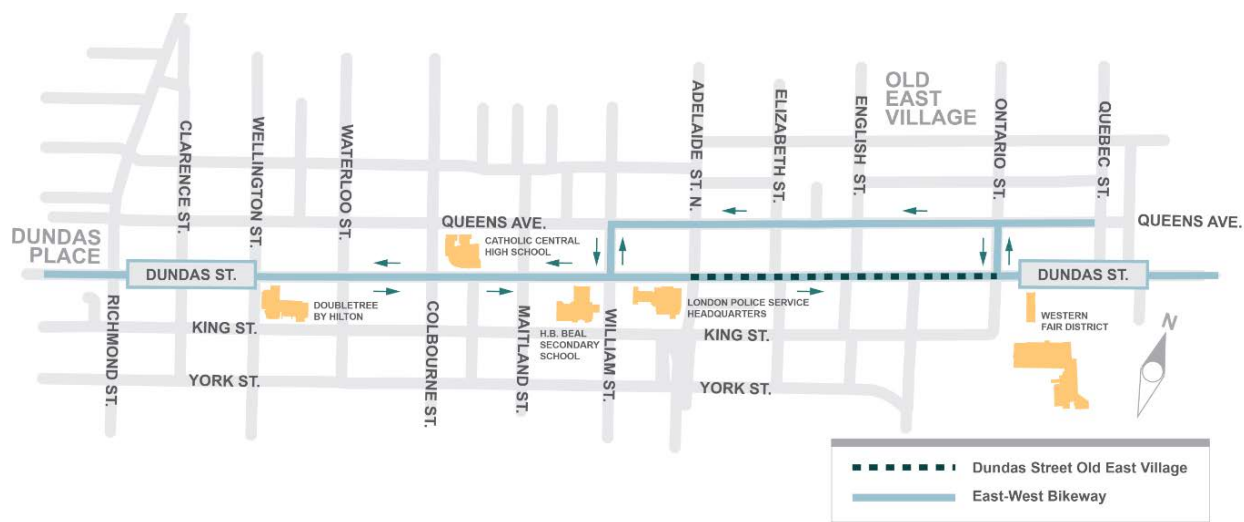 OLD
EAST
VILLAGE
CLARENCE ST.
WELLINGTON ST.
WATERLOO ST.
ADELAIDE ST. N.
ELIZABETH ST.
ENGLISH ST.
ONTARIO ST.
QUEBEC ST.
QUEENS AVE.
QUEENS AVE.
DUNDAS
PLACE
CATHOLIC CENTRAL
HIGH SCHOOL
DUNDAS ST.
DUNDAS ST.
RICHMOND ST.
DOUBLETREE
BY HILTON
COLBOURNE ST.
MAITLAND ST.
H.B. BEAL
SECONDARY
SCHOOL
WILLIAM ST.
LONDON POLICE SERVICE
HEADQUARTERS
WESTERN
FAIR DISTRICT
KING ST.
KING ST.
YORK ST.
YORK ST.
N
Dundas Street Old East Village
East-West Bikeway